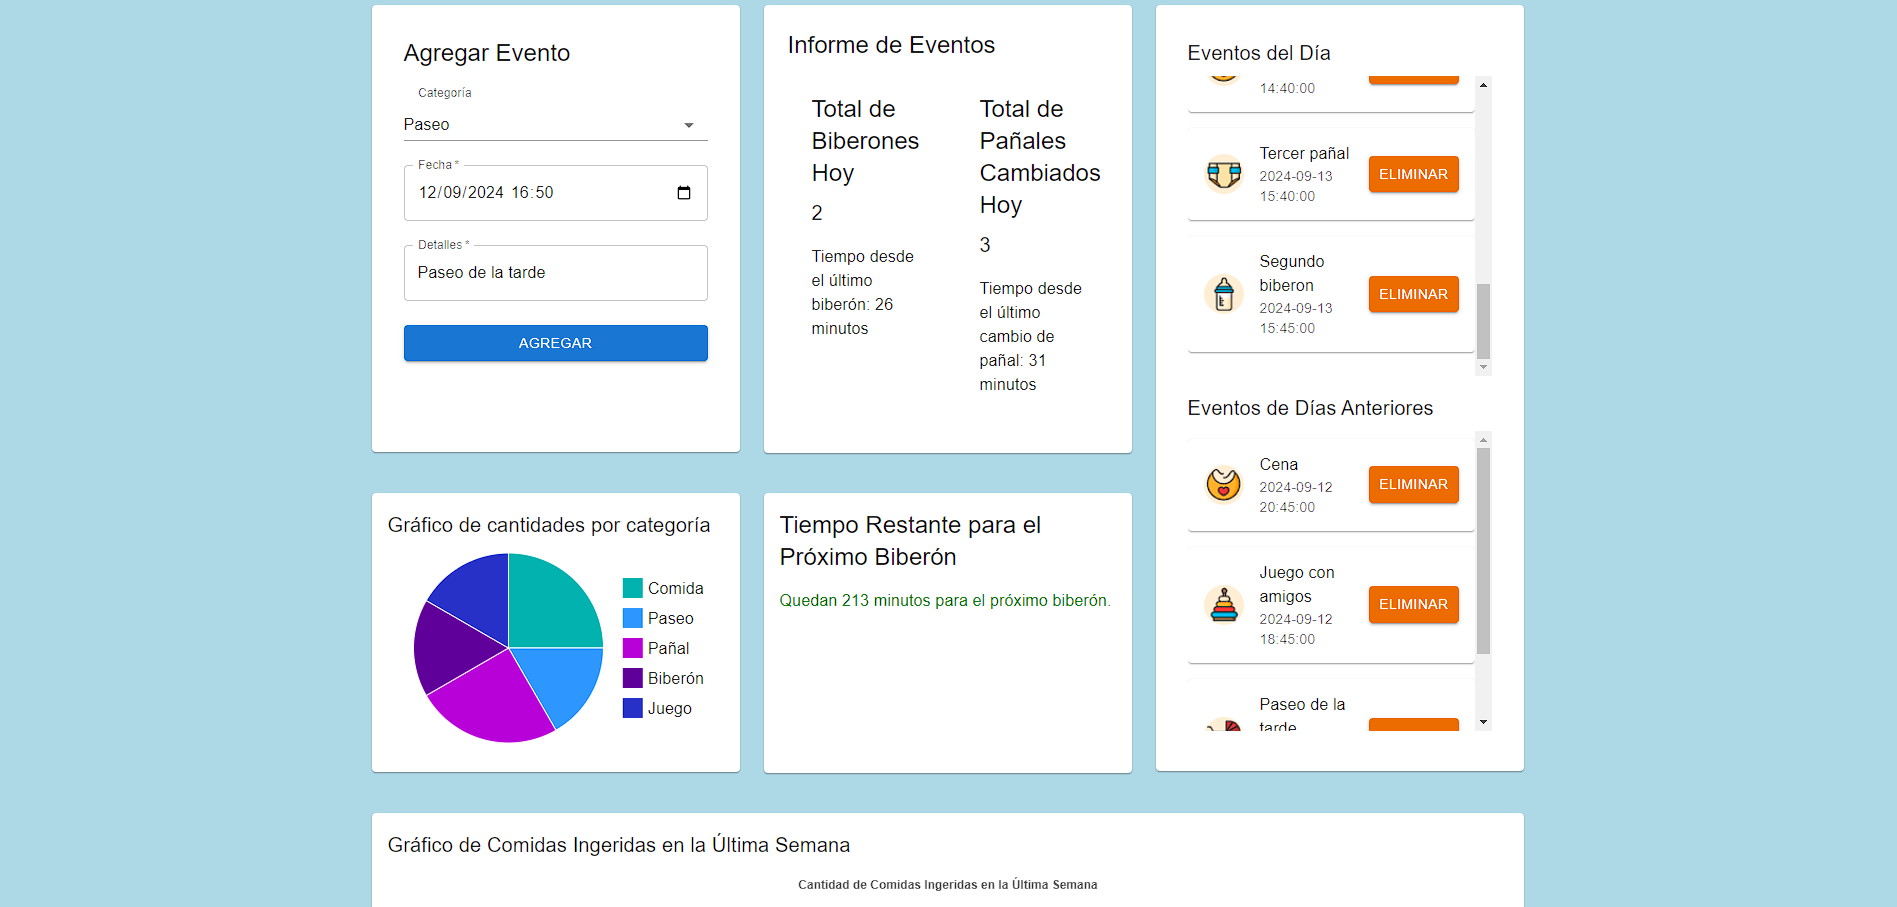 Agregar Evento
Categoría
Paseo
Fecha *
12/09/2024 16:50
Detalles *
Paseo de la tarde
AGREGAR
Informe de Eventos
Total de
Biberones
Hoy
2
Tiempo desde
el último
biberón: 26
minutos
Total de
Pañales
Cambiados
Hoy
3
Tiempo desde
el último
cambio de
pañal: 31
minutos
Eventos del Día
14:40:00
Tercer pañal
2024-09-13
15:40:00
ELIMINAR
Segundo
biberon
2024-09-13
15:45:00
ELIMINAR
Eventos de Días Anteriores
Cena
2024-09-12
20:45:00
ELIMINAR
Juego con
amigos
2024-09-12
18:45:00
ELIMINAR
Paseo de la
tarde
Gráfico de cantidades por categoría
Comida
Paseo
Pañal
Biberón
Juego
Tiempo Restante para el
Próximo Biberón
Quedan 213 minutos para el próximo biberón.
Gráfico de Comidas Ingeridas en la Última Semana
Cantidad de Comidas Ingeridas en la Última Semana